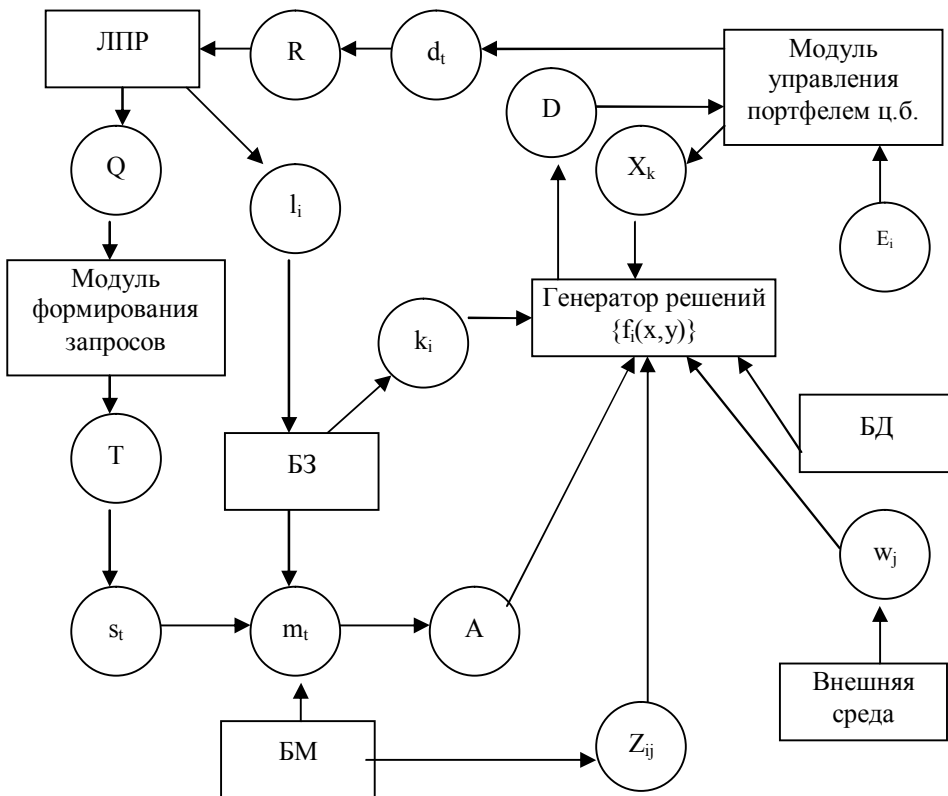 ЛПР
R
d_t
Модуль
управления
портфелем ц.б.
D
Q
X_k
l_i
E_i
Модуль
формирования
запросов
Генератор решений
{f_i(x,y)}
k_i
T
БЗ
БД
w_j
s_t
m_t
A
Внешняя
среда
БМ
Z_ij